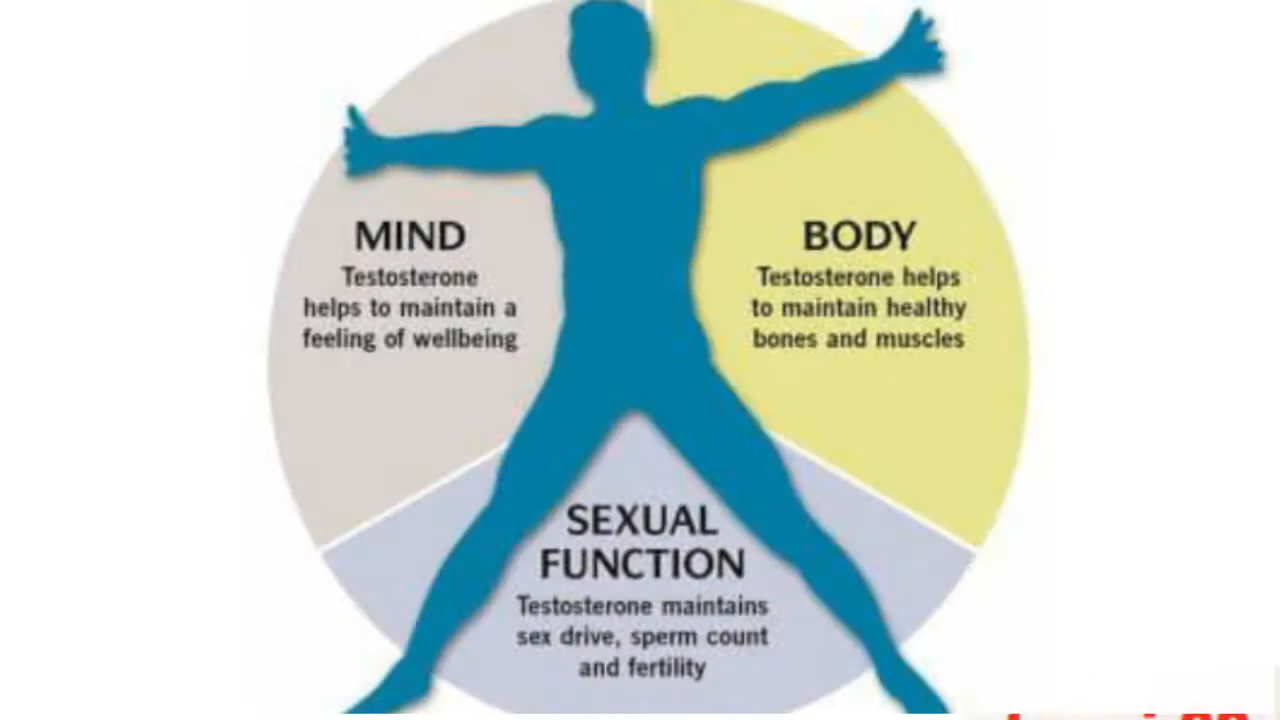 MIND
Testosterone
helps to maintain a
feeling of wellbeing
BODY
Testosterone helps
to maintain healthy
bones and muscles
SEXUAL
FUNCTION
Testosterone maintains
sex drive, sperm count
and fertility